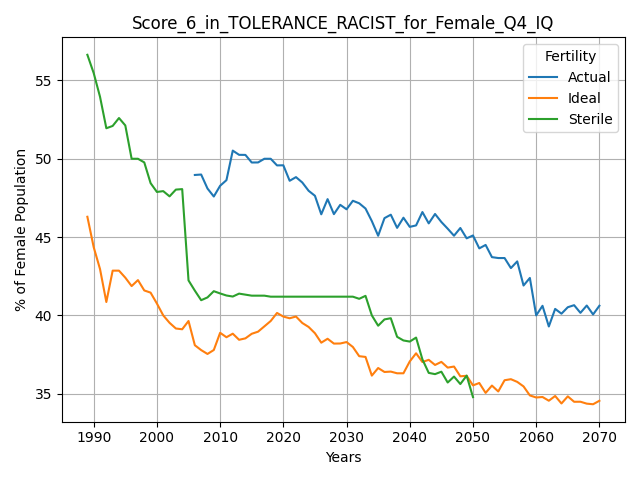 Score_6_in_TOLERANCE_RACIST_for_Female_Q4_IQ
Fertility
Actual
Ideal
Sterile
% of Female Population
55
50
45
40
35
1990 2000 2010 2020 2030 2040 2050 2060 2070
Years